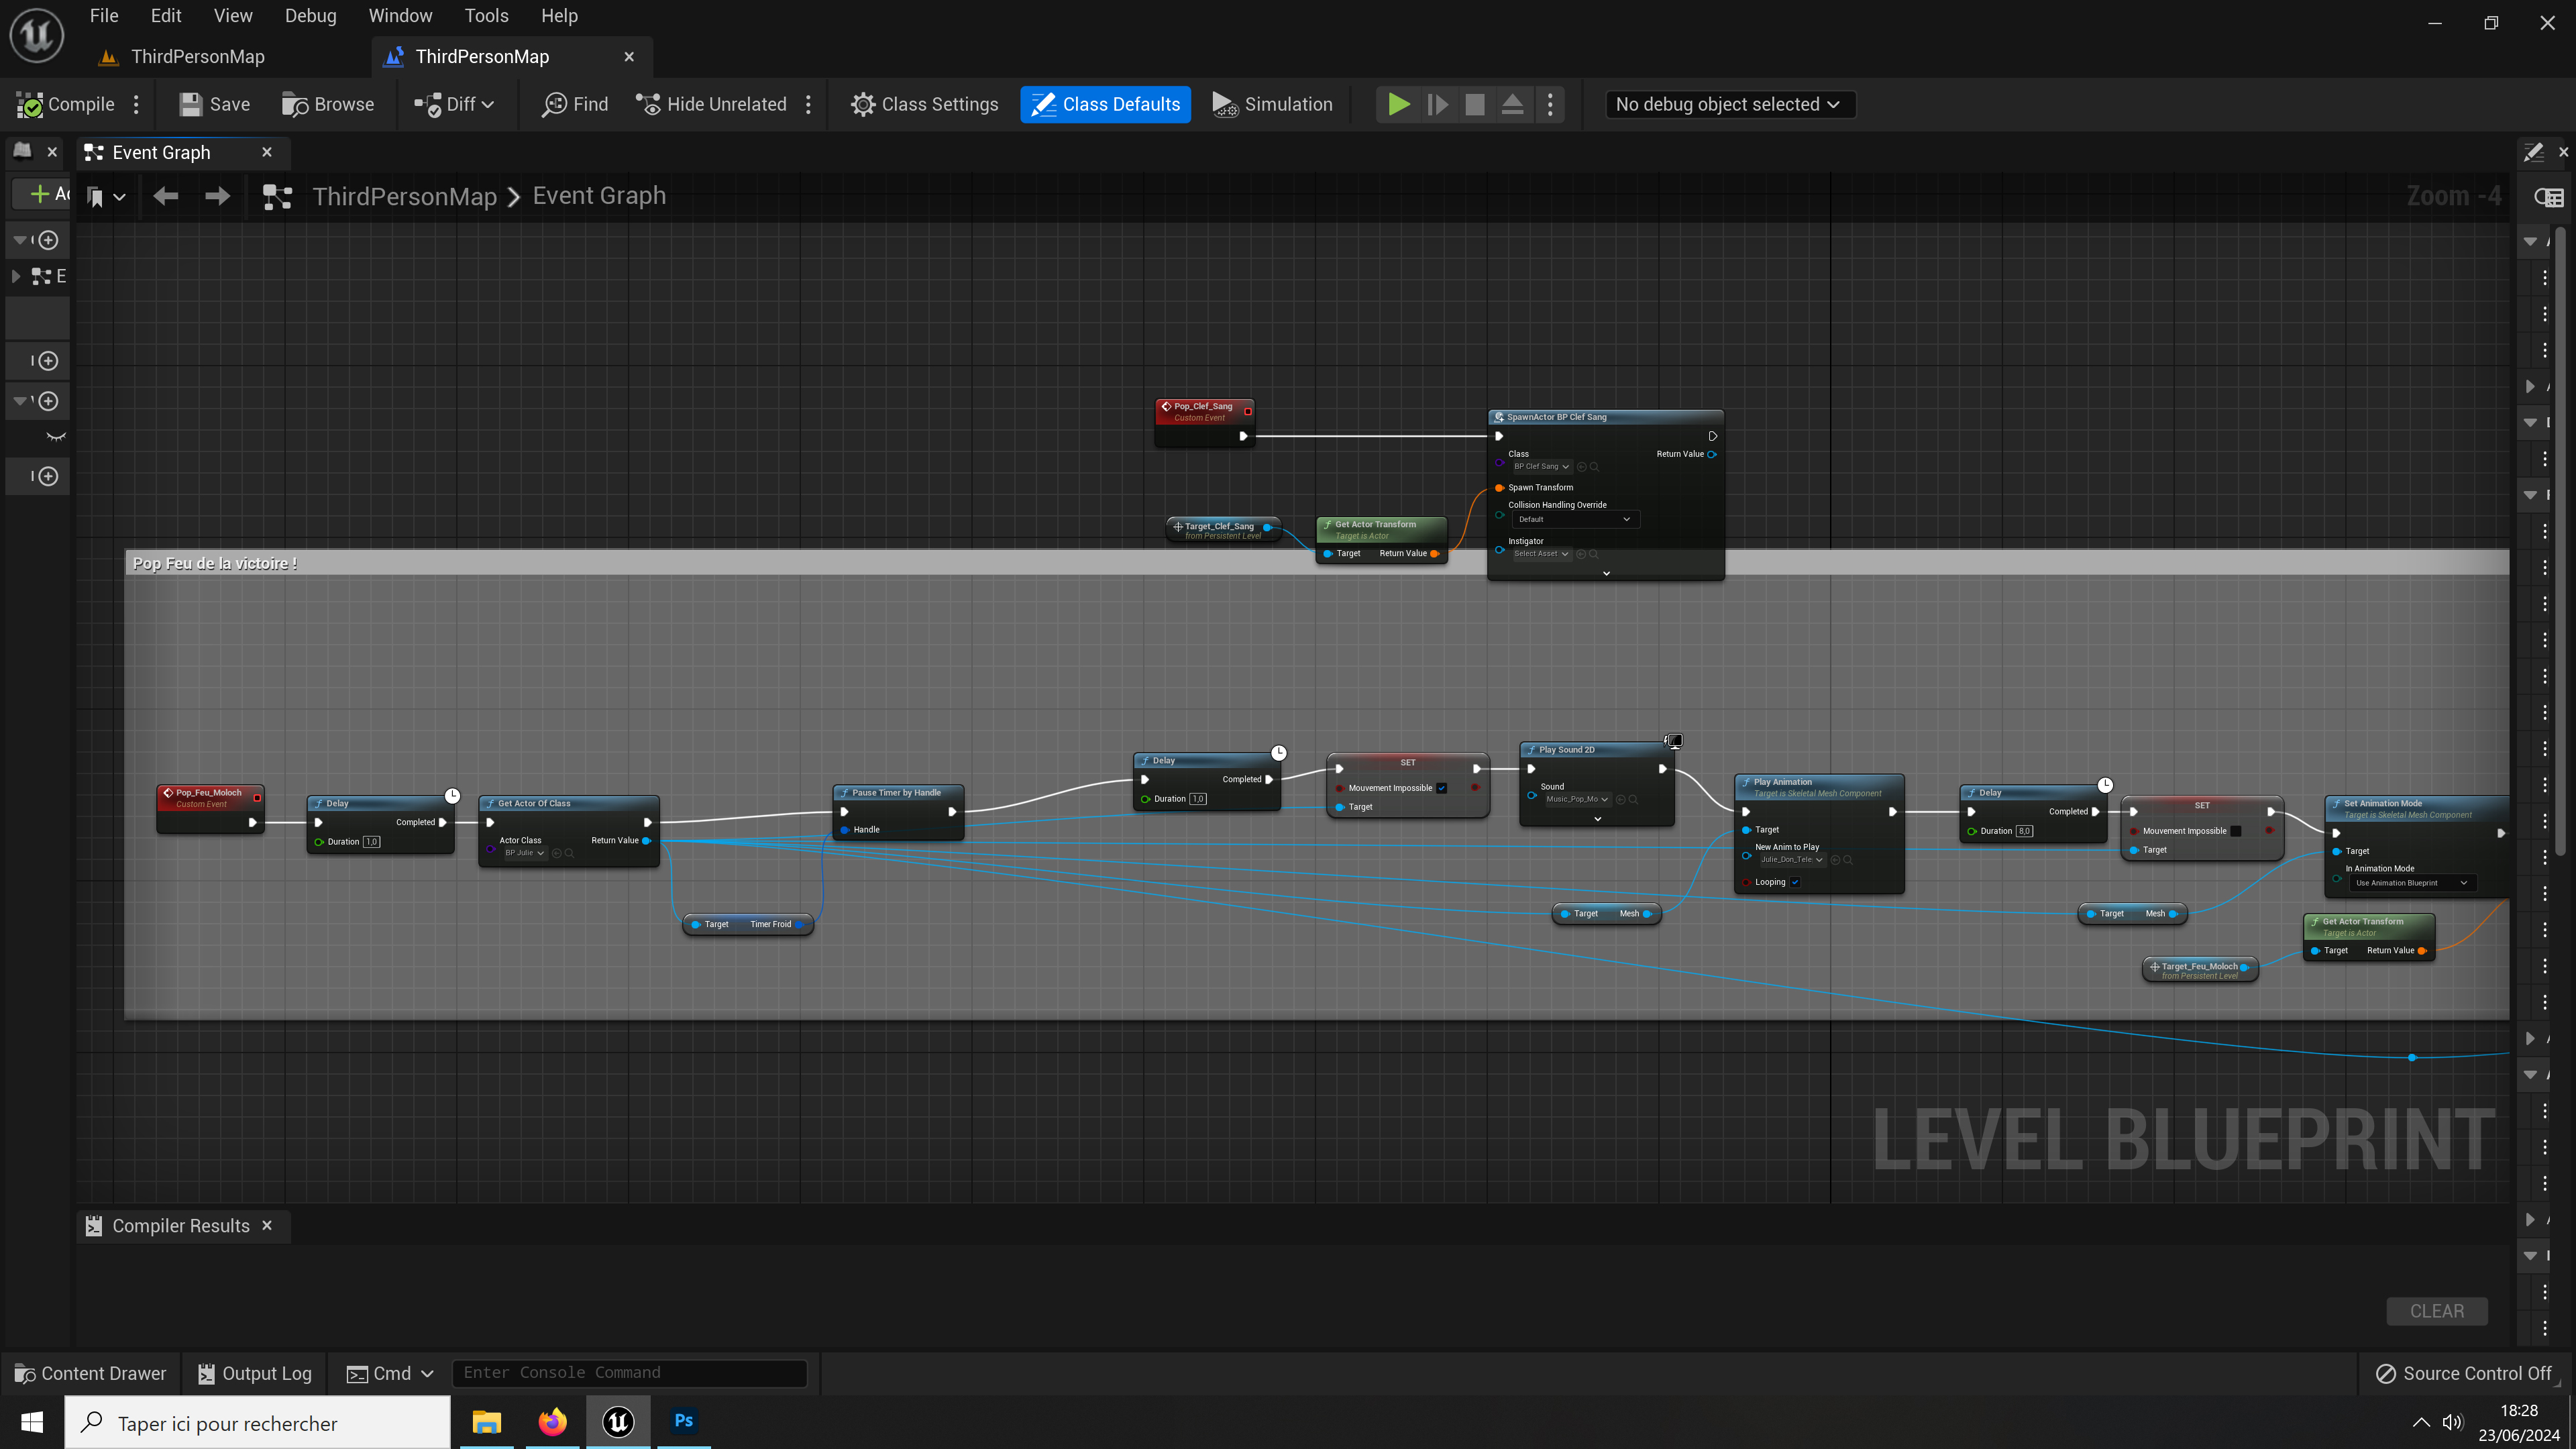 File Edit View Debug Window Tools Help
ThirdPersonMap ThirdPersonMap
Compile Save Browse Diff Find Hide Unrelated Class Settings Class Defaults Simulation No debug object selected
Event Graph
ThirdPersonMap > Event Graph
Zoom -4
Pop_Clef_Sang
Custom Event
SpawnActor BP Clef Sang
Class
Return Value
BP Clef Sang
Spawn Transform
Collision Handling Override
Default
Instigator
Select Asset
Target_Clef_Sang
from Persistent Level
Get Actor Transform
Target is Actor
Target Return Value
Pop Feu de la victoire !
Pop_Feu_Moloch
Custom Event
Delay
Completed
Duration 1,0
Get Actor Of Class
Actor Class
Return Value
BP Julie
Target Timer Froid
Pause Timer by Handle
Handle
Delay
Completed
Duration 1,0
SET
Mouvement Impossible
Target
Play Sound 2D
Sound
Music_Pop_Mo
Play Animation
Target is Skeletal Mesh Component
Target
New Anim to Play
Julie_Don_Tele
Looping
Target Mesh
Delay
Completed
Duration 8,0
SET
Mouvement Impossible
Target
Target Mesh
Set Animation Mode
Target is Skeletal Mesh Component
Target
In Animation Mode
Use Animation Blueprint
Get Actor Transform
Target is Actor
Target Return Value
Target_Feu_Moloch
from Persistent Level
LEVEL BLUEPRINT
Compiler Results
CLEAR
Content Drawer Output Log Cmd Enter Console Command Source Control Off
Taper ici pour rechercher
Ps
18:28
23/06/2024